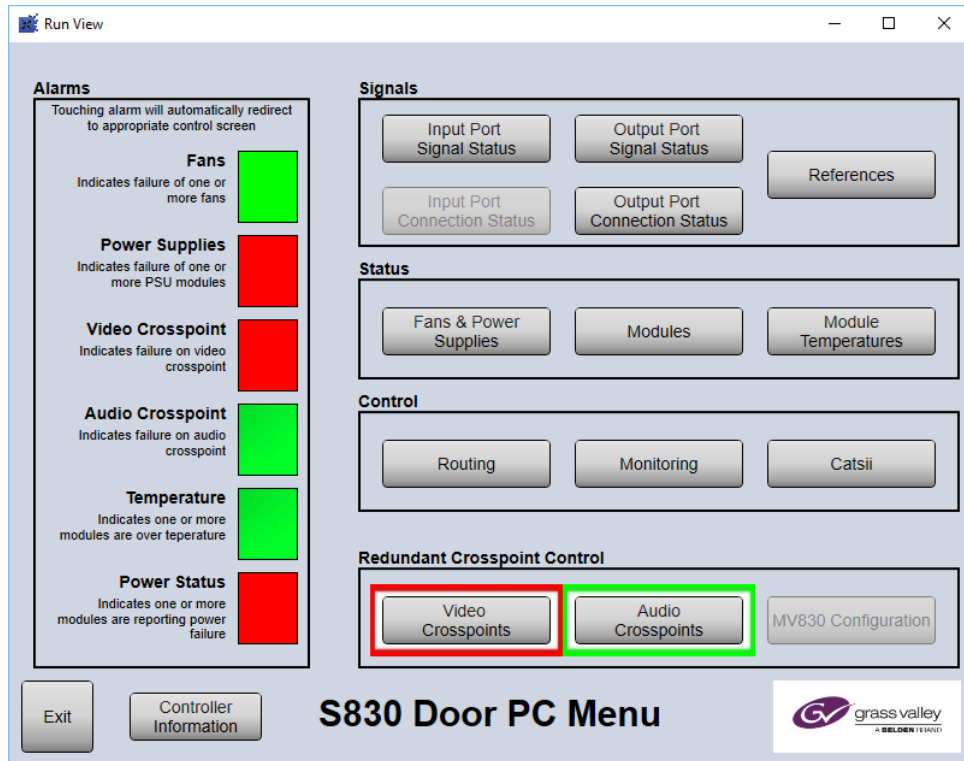 Run View
Alarms
Touching alarm will automatically redirect
to appropriate control screen
Fans
Indicates failure of one or
more fans
Power Supplies
Indicates failure of one or
more PSU modules
Video Crosspoint
Indicates failure on video
crosspoint
Audio Crosspoint
Indicates failure on audio
crosspoint
Temperature
Indicates one or more
modules are over teperature
Power Status
Indicates one or more
modules are reporting power
failure
Signals
Input Port
Signal Status
Output Port
Signal Status
References
Input Port
Connection Status
Output Port
Connection Status
Status
Fans & Power
Supplies
Modules
Module
Temperatures
Control
Routing
Monitoring
Catsii
Redundant Crosspoint Control
Video
Crosspoints
Audio
Crosspoints
MV830 Configuration
Exit
Controller
Information
S830 Door PC Menu
GV
grass valley
A BELDEN BRAND